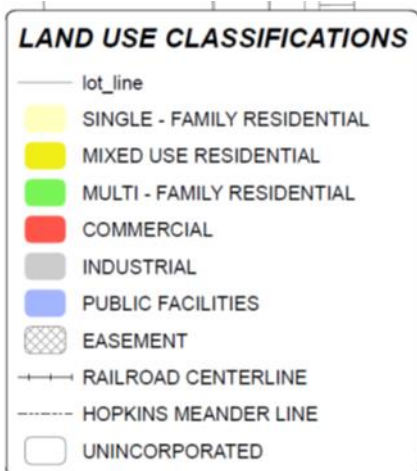 LAND USE CLASSIFICATIONS
lot_line
SINGLE - FAMILY RESIDENTIAL
MIXED USE RESIDENTIAL
MULTI - FAMILY RESIDENTIAL
COMMERCIAL
INDUSTRIAL
PUBLIC FACILITIES
EASEMENT
RAILROAD CENTERLINE
HOPKINS MEANDER LINE
UNINCORPORATED